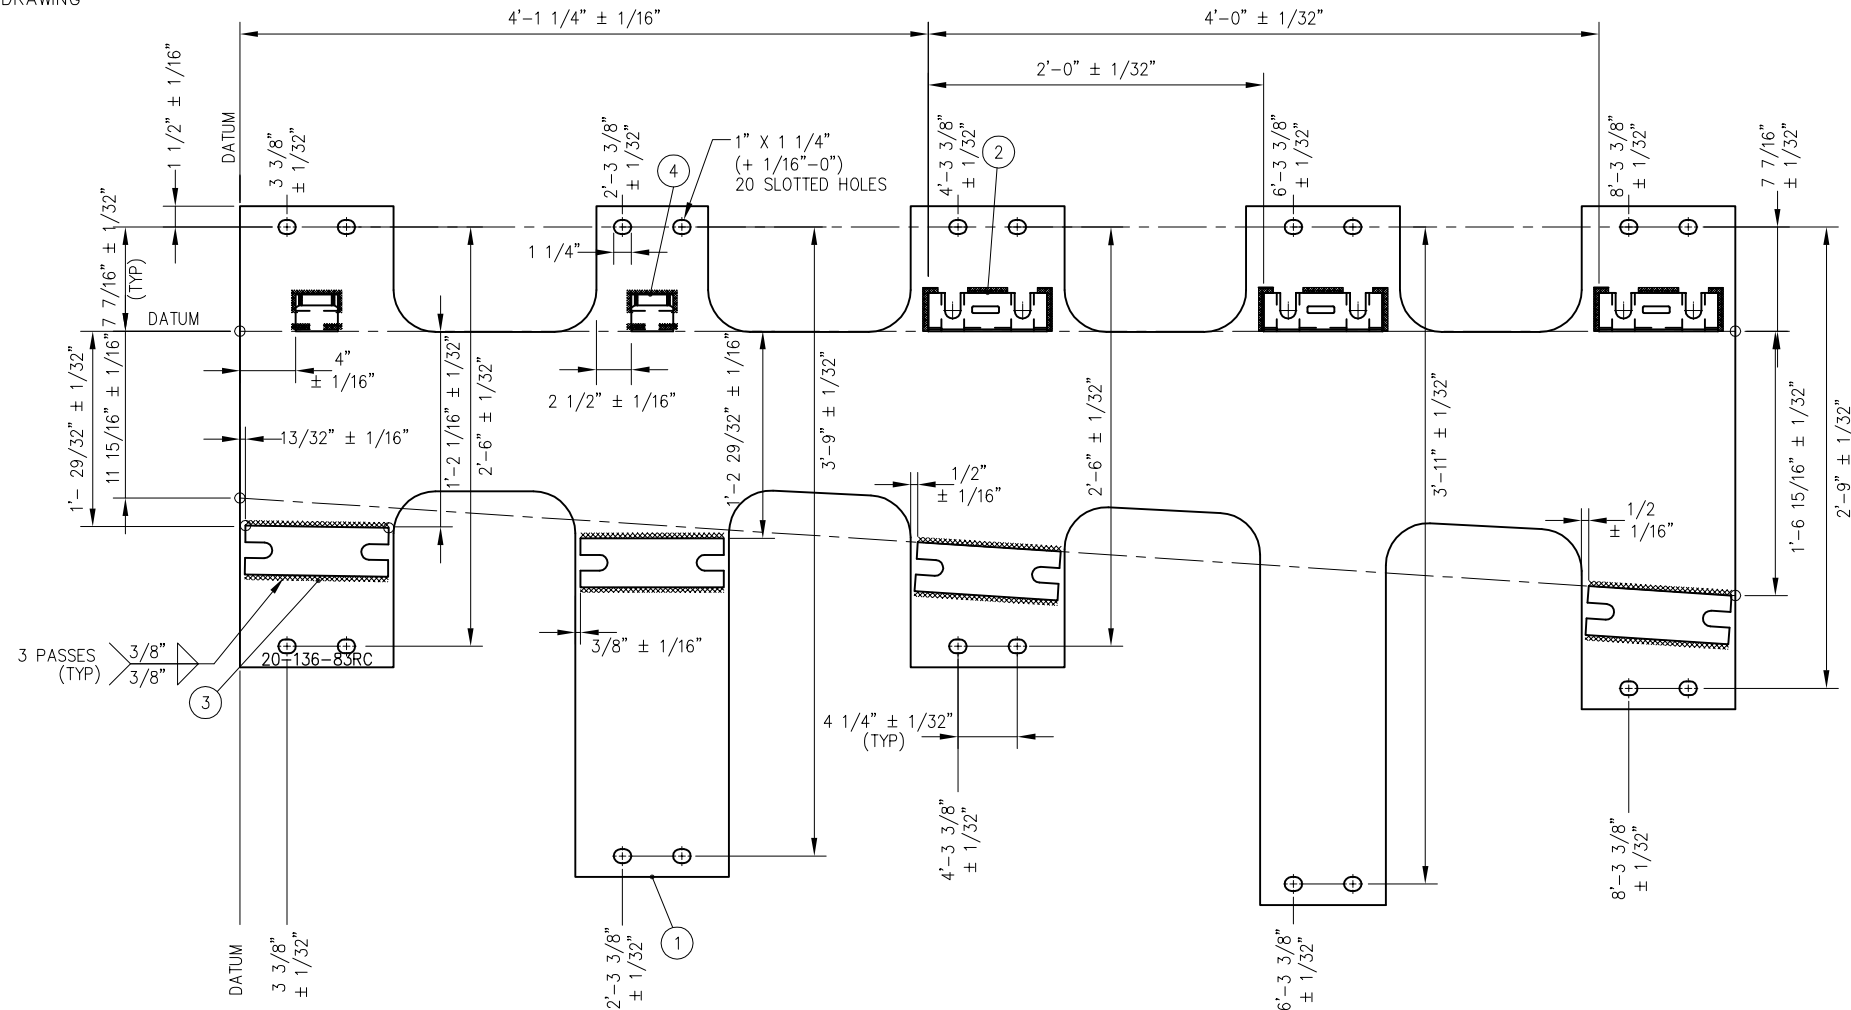 DRAWING
4'-1 1/4" ± 1/16"
4'-0" ± 1/32"
2'-0" ± 1/32"
1 1/2" ± 1/16"
DATUM
3 3/8"
± 1/32"
2'-3 3/8"
± 1/32"
1" X 1 1/4"
(+ 1/16"-0")
20 SLOTTED HOLES
4
4'-3 3/8"
± 1/32"
2
6'-3 3/8"
± 1/32"
8'-3 3/8"
± 1/32"
7 7/16"
± 1/32"
7 7/16" ± 1/32"
(TYP)
1 1/4"
DATUM
4"
± 1/16"
2 1/2" ± 1/16"
1'- 29/32" ± 1/32"
11 15/16" ± 1/16"
13/32" ± 1/16"
1'-2 1/16" ± 1/32"
2'-6" ± 1/32"
1'-2 29/32" ± 1/16"
3'-9" ± 1/32"
1/2"
± 1/16"
2'-6" ± 1/32"
3'-11" ± 1/32"
1/2
± 1/16"
1'-6 15/16" ± 1/32"
2'-9" ± 1/32"
3 PASSES
(TYP)
3/8"
3/8"
20-136-83RC
3
3/8" ± 1/16"
4 1/4" ± 1/32"
(TYP)
1
DATUM
3 3/8"
± 1/32"
2'-3 3/8"
± 1/32"
4'-3 3/8"
± 1/32"
6'-3 3/8"
± 1/32"
8'-3 3/8"
± 1/32"